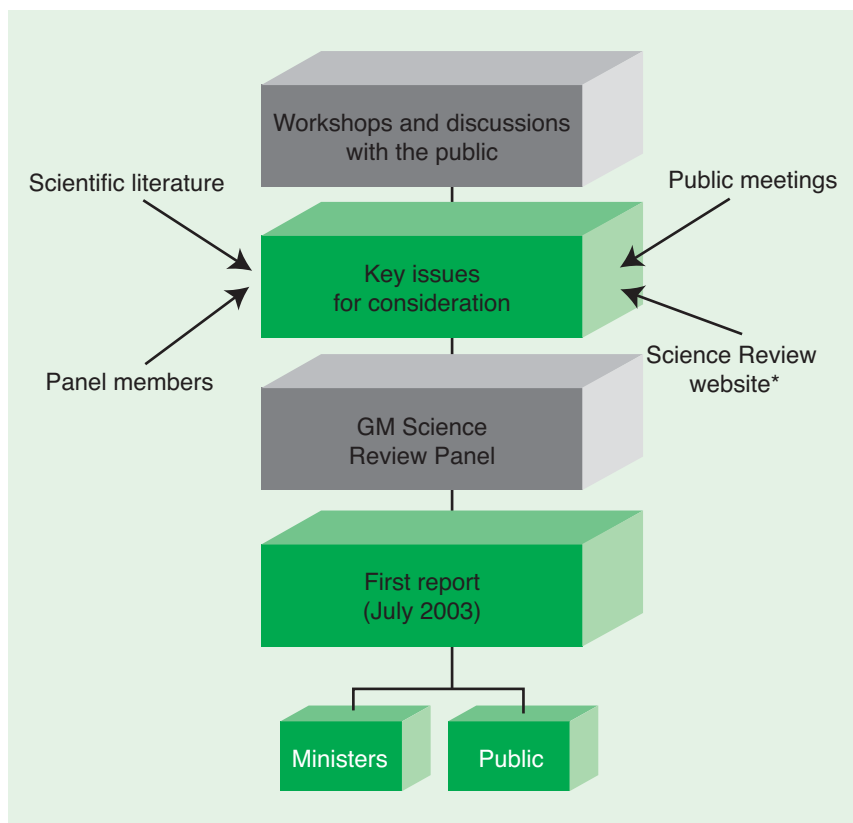 Workshops and discussions
with the public
Scientific literature
Public meetings
Key issues
for consideration
Panel members
Science Review
website*
GM Science
Review Panel
First report
(July 2003)
Ministers
Public